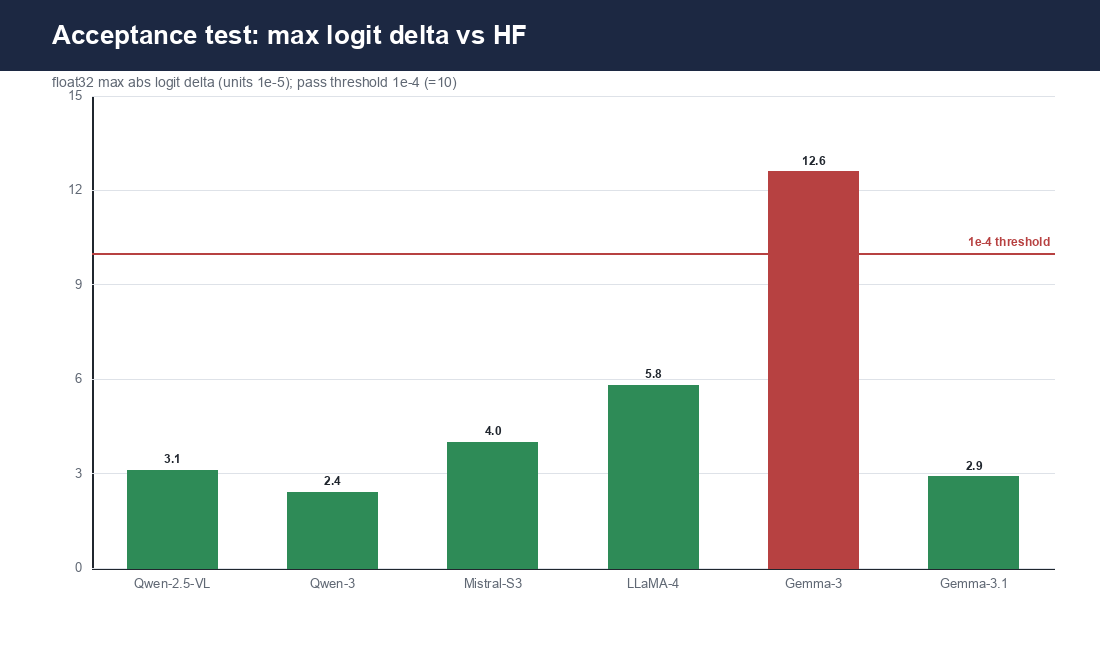 Acceptance test: max logit delta vs HF
float32 max abs logit delta (units 1e-5); pass threshold 1e-4 (=10)
15
12
9
6
3
0
1e-4 threshold
3.1
2.4
4.0
5.8
12.6
2.9
Qwen-2.5-VL
Qwen-3
Mistral-S3
LLaMA-4
Gemma-3
Gemma-3.1